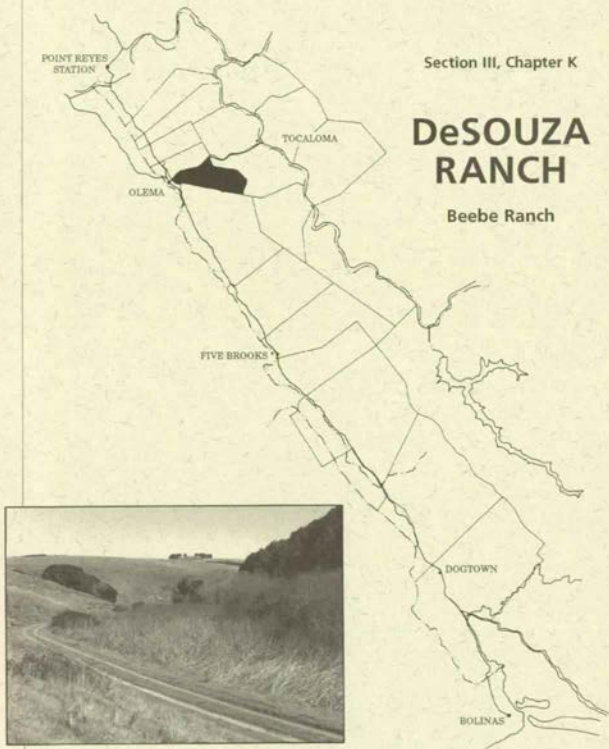 Section III, Chapter K
DeSOUZA
RANCH
Beebe Ranch
POINT REYES
STATION
TOCALOMA
OLEMA
FIVE BROOKS
DOGTOWN
BOLINAS